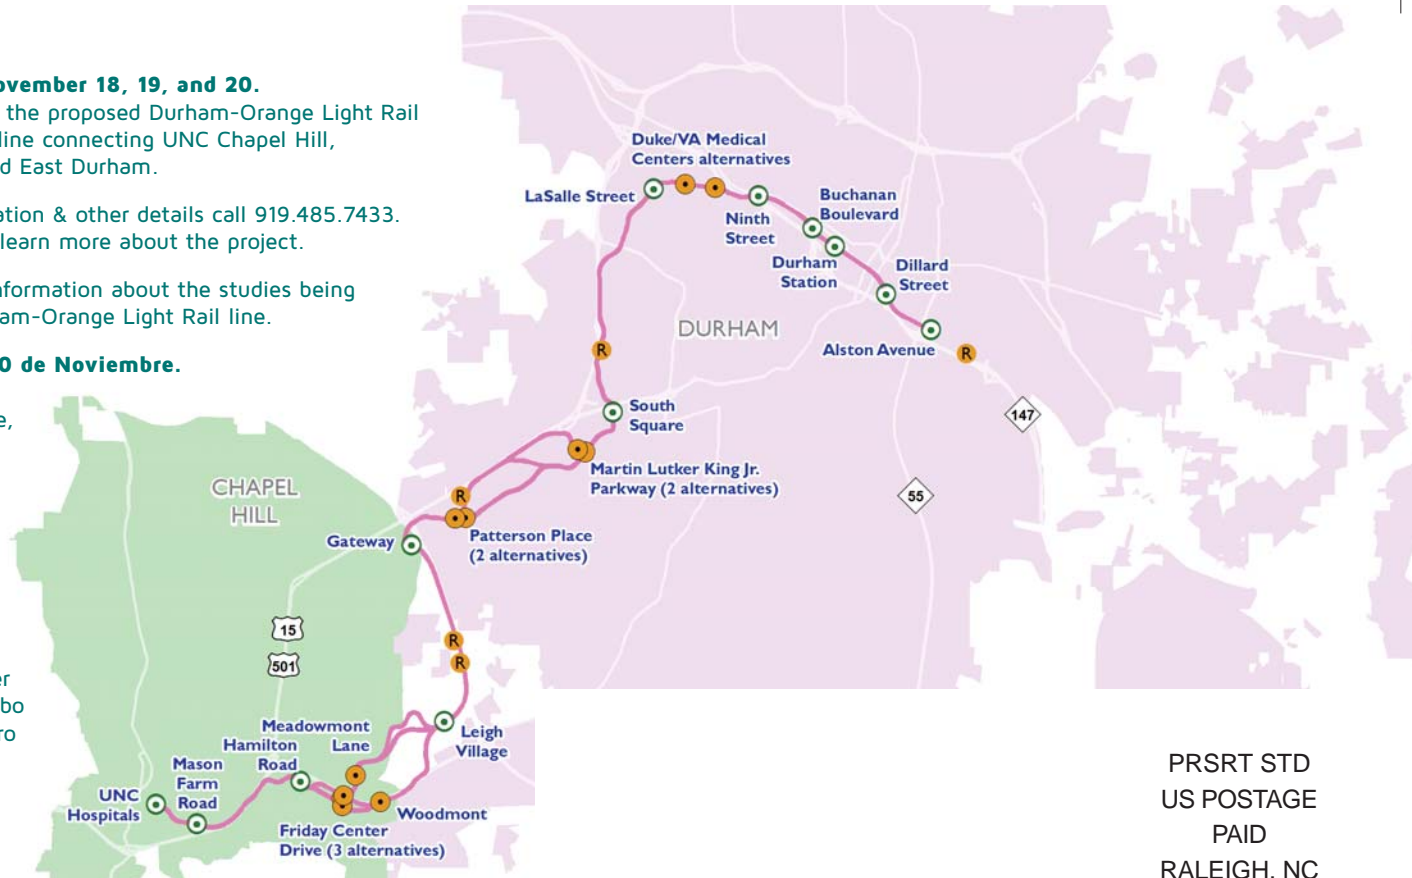 ovember 18, 19, and 20.
the proposed Durham-Orange Light Rail
line connecting UNC Chapel Hill,
d East Durham.
ation & other details call 919.485.7433.
learn more about the project.
nformation about the studies being
am-Orange Light Rail line.
0 de Noviembre.
e,
er
bo
ro
Duke/VA Medical
Centers alternatives
LaSalle Street
Ninth
Street
Buchanan
Boulevard
Durham
Station
Dillard
Street
DURHAM
Alston Avenue
R
R
South
Square
147
Martin Lutker King Jr.
Parkway (2 alternatives)
55
CHAPEL
HILL
R
Patterson Place
(2 alternatives)
Gateway
15
501
R
R
Leigh
Village
Meadowmont
Lane
Hamilton
Road
Mason
Farm
Road
UNC
Hospitals
Woodmont
Friday Center
Drive (3 alternatives)
PRSRT STD
US POSTAGE
PAID
RALEIGH, NC